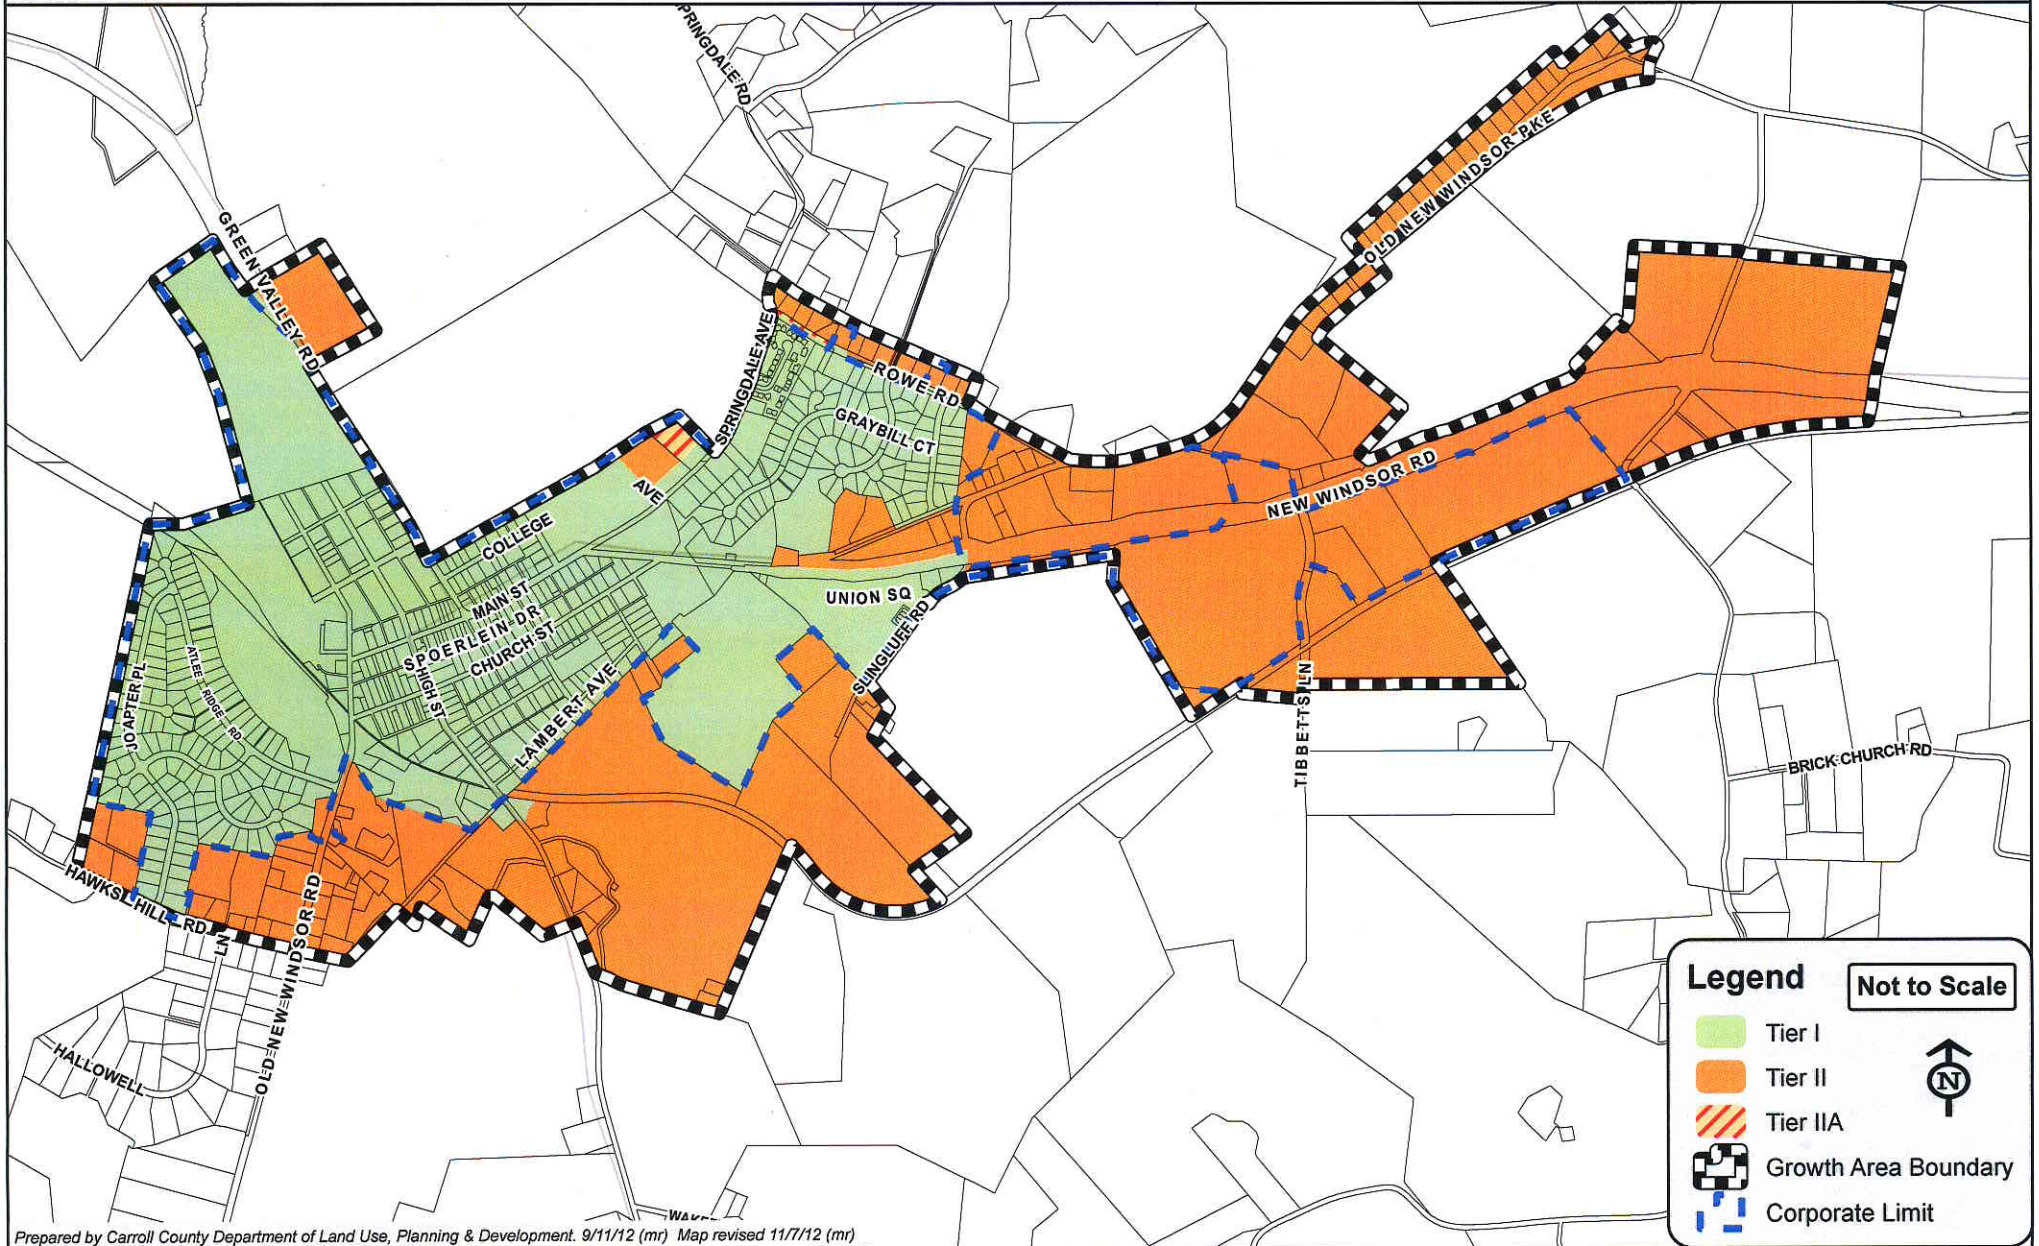 SPRINGDALE RD
GREEN VALLEY RD
OLD NEW WINDSOR PKE
SPRINGDALE AVE
ROWE RD
GRAYBILL CT
COLLEGE
AVE
NEW WINDSOR RD
MAIN ST
SPOERLEIN DR
CHURCH ST
HIGH ST
UNION SQ
SLINGLUFF RD
LAMBERT AVE
JO APTER PL
ATLEE RIDGE RD
TIBBETTS LN
BRICK CHURCH RD
HAWKS HILL RD
LN
OLD NEW WINDSOR RD
HALLOWELL
Legend
Not to Scale
Tier I
Tier II
Tier IIA
N
Growth Area Boundary
Corporate Limit
Prepared by Carroll County Department of Land Use, Planning & Development. 9/11/12 (mr) Map revised 11/7/12 (mr)